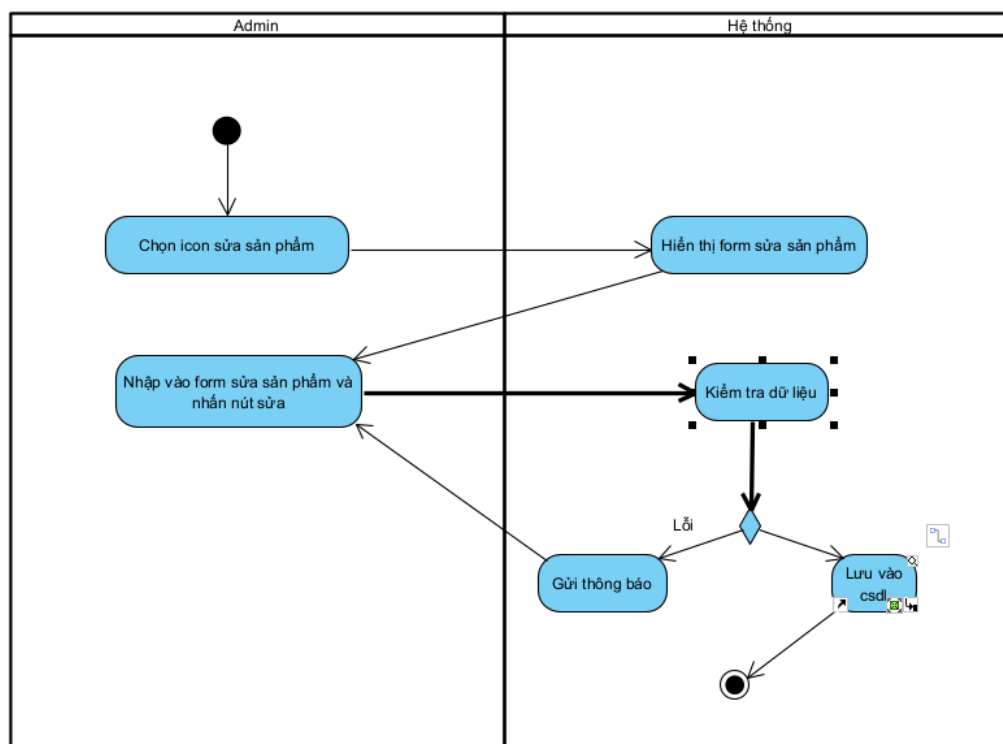 Admin
Hệ thống
Chọn icon sửa sản phẩm
Hiển thị form sửa sản phẩm
Nhập vào form sửa sản phẩm và
nhấn nút sửa
Kiểm tra dữ liệu
Lỗi
Gửi thông báo
Lưu vào
csdl